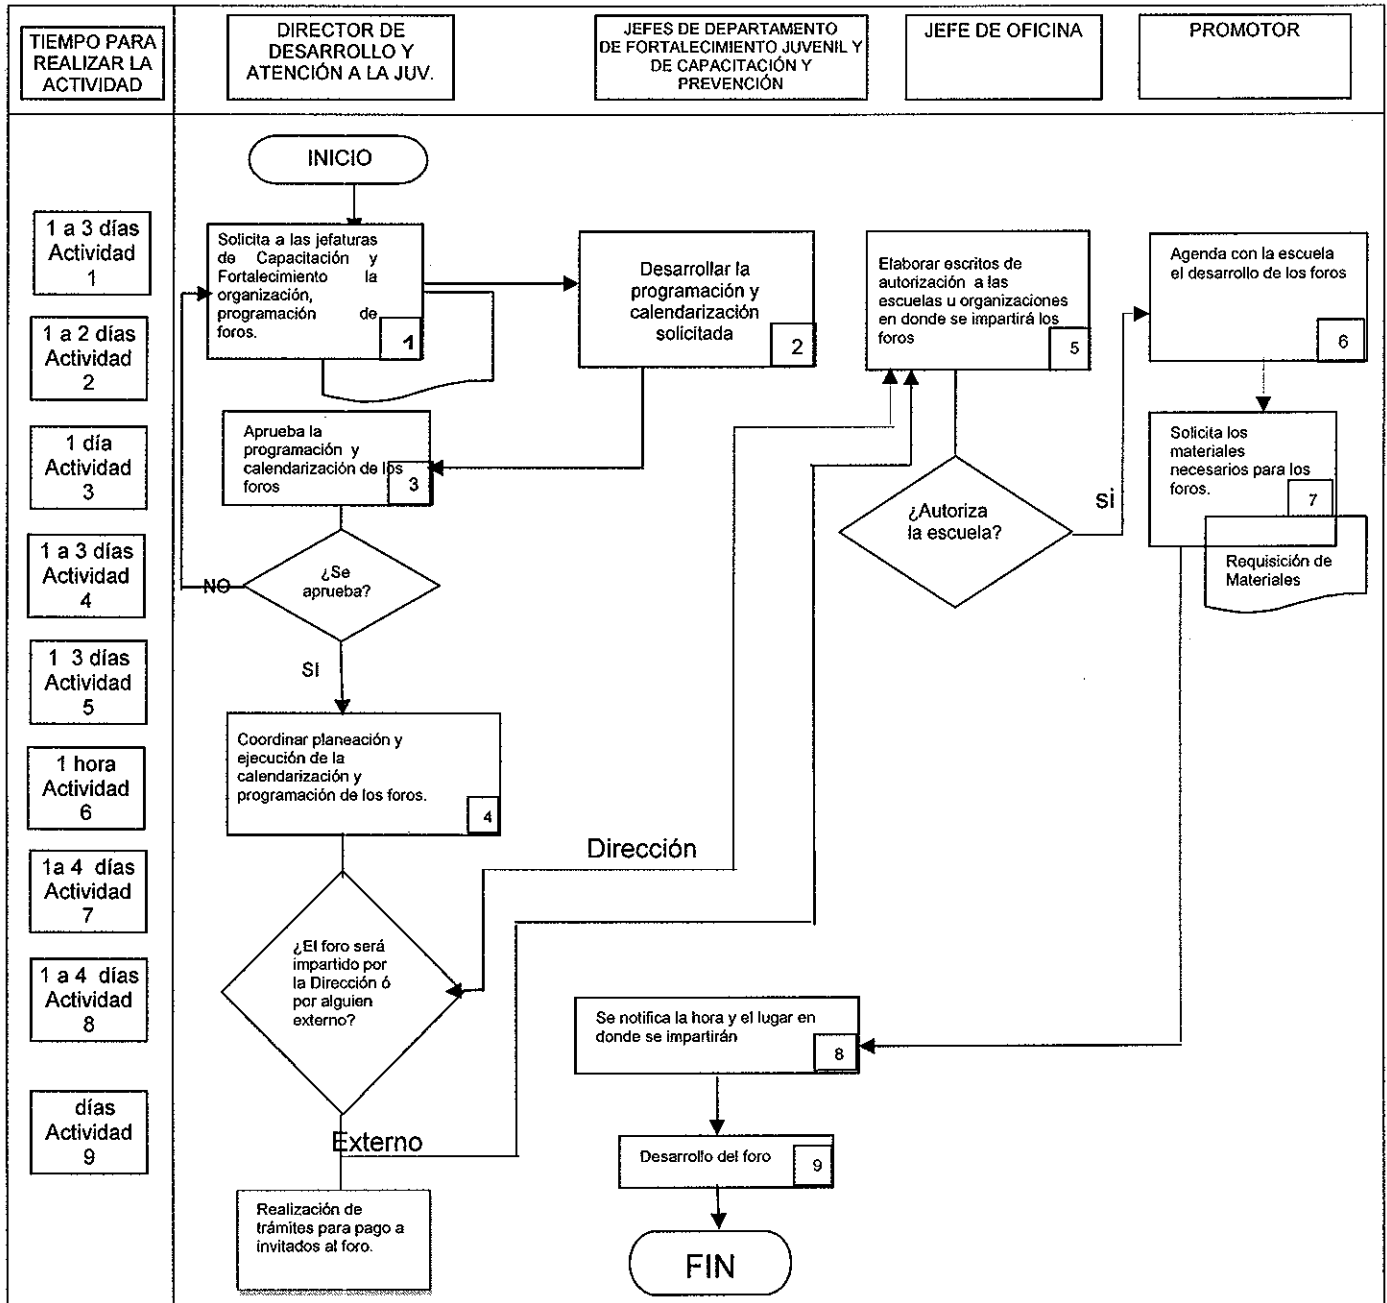 TIEMPO PARA
REALIZAR LA
ACTIVIDAD
DIRECTOR DE
DESARROLLO Y
ATENCIÓN A LA JUV.
JEFES DE DEPARTAMENTO
DE FORTALECIMIENTO JUVENIL Y
DE CAPACITACIÓN Y
PREVENCIÓN
JEFE DE OFICINA
PROMOTOR
1 a 3 días
Actividad
1
1 a 2 días
Actividad
2
1 día
Actividad
3
1 a 3 días
Actividad
4
1 3 días
Actividad
5
1 hora
Actividad
6
1a 4 días
Actividad
7
1 a 4 días
Actividad
8
días
Actividad
9
INICIO
Solicita a las jefaturas
de Capacitación y
Fortalecimiento la
organización,
programación de
foros.
1
Desarrollar la
programación y
calendarización
solicitada
2
Aprueba la
programación y
calendarización de los
foros
3
¿Se
aprueba?
NO
SI
Coordinar planeación y
ejecución de la
calendarización y
programación de los foros.
4
¿El foro será
impartido por
la Dirección ó
por alguien
externo?
Dirección
Externo
Realización de
trámites para pago a
invitados al foro.
Elaborar escritos de
autorización a las
escuelas u organizaciones
en donde se impartirá los
foros
5
¿Autoriza
la escuela?
si
Agenda con la escuela
el desarrollo de los foros
6
Solicita los
materiales
necesarios para los
foros.
7
Requisición de
Materiales
Se notifica la hora y el lugar en
donde se impartirán
8
Desarrollo del foro
9
FIN